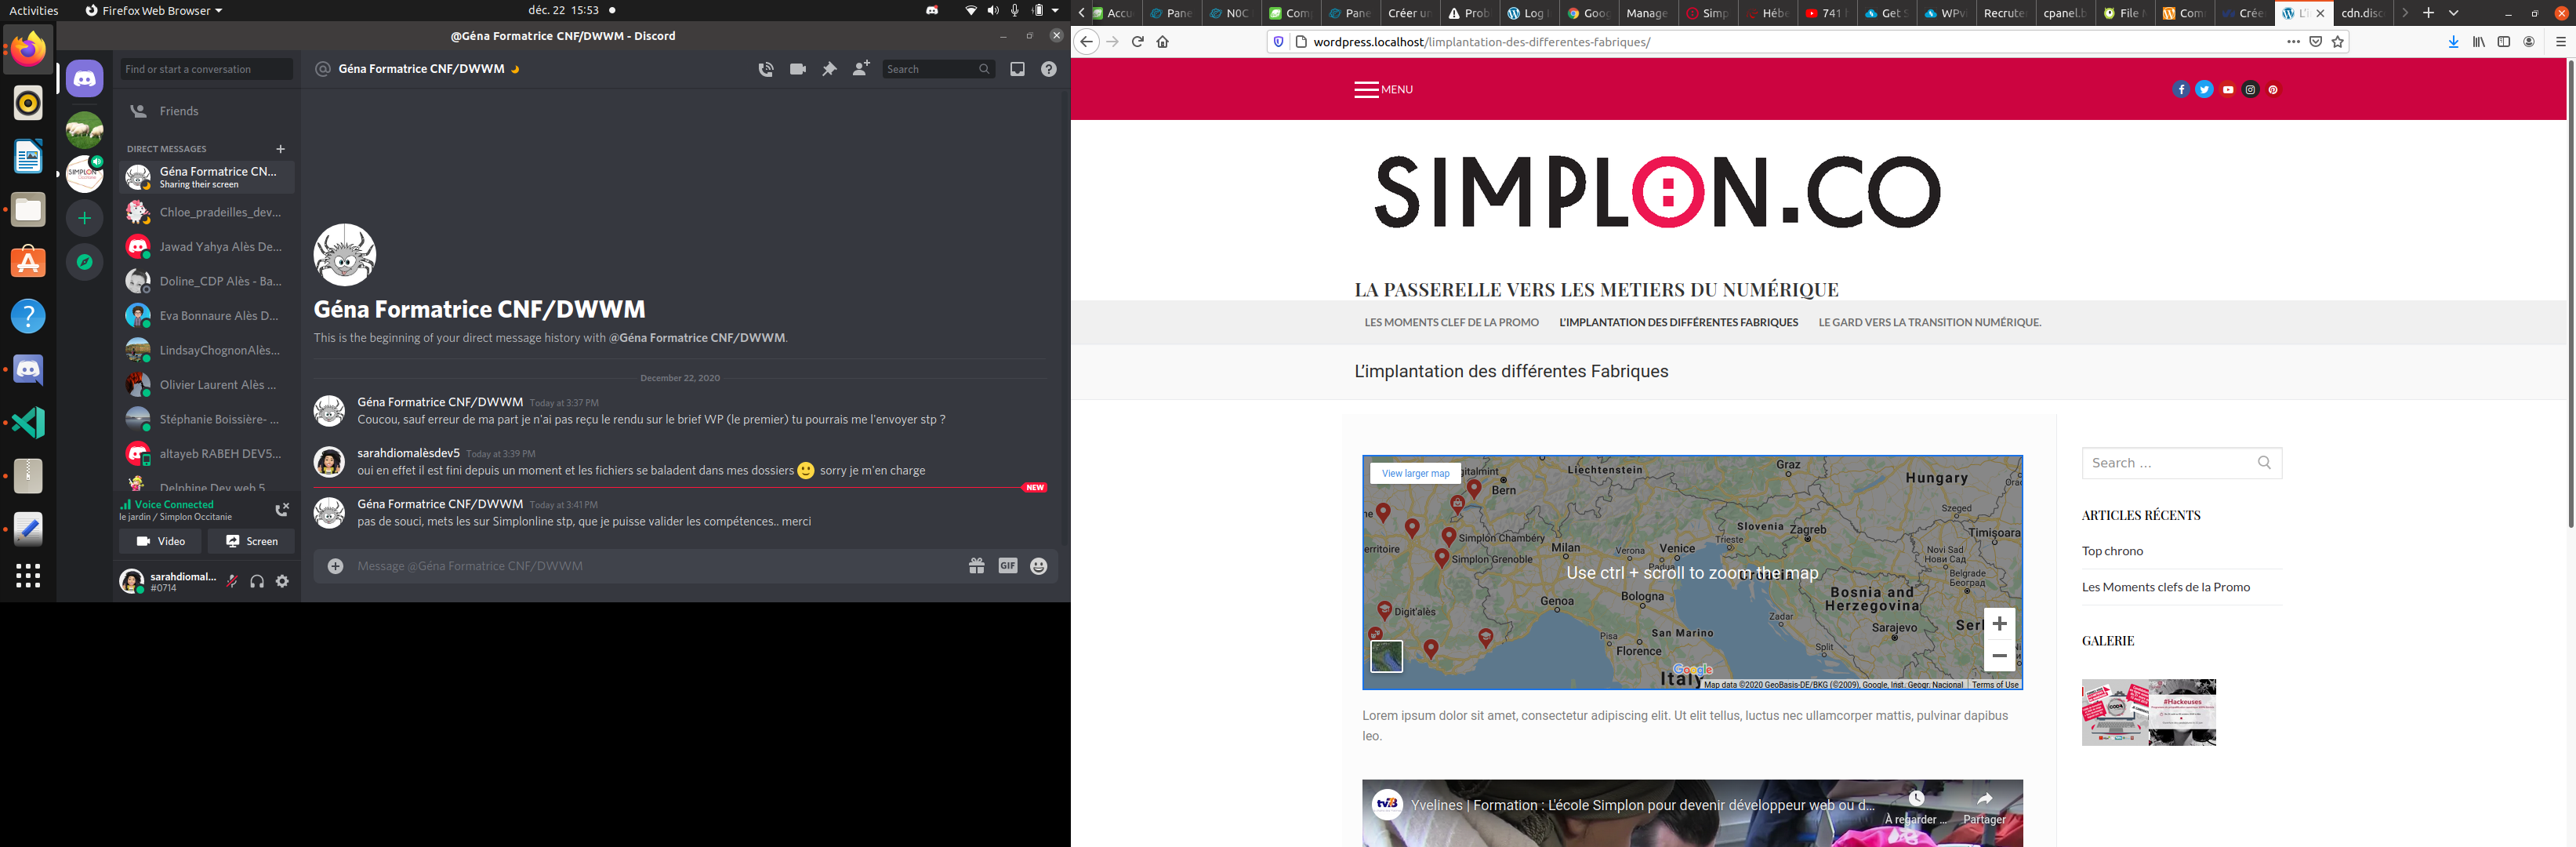 Activities
Firefox Web Browser
déc. 22 15:53
@Géna Formatrice CNF/DWWM - Discord
Find or start a conversation
Géna Formatrice CNF/DWWM
Search
Friends
DIRECT MESSAGES
Géna Formatrice CN...
Sharing their screen
Chloe_pradeilles_dev...
Jawad Yahya Alès De...
Doline_CDP Alès - Ba...
Eva Bonnaure Alès D...
LindsayChognonAlès...
Olivier Laurent Alès ...
Stéphanie Boissière- ...
altayeb RABEH DEV5...
Delphine Dev web 5
Voice Connected
le jardin / Simplon Occitanie
Video
Screen
sarahdiomal...
#0714
Géna Formatrice CNF/DWWM
This is the beginning of your direct message history with @Géna Formatrice CNF/DWWM.
December 22, 2020
Géna Formatrice CNF/DWWM Today at 3:37 PM
Coucou, sauf erreur de ma part je n'ai pas reçu le rendu sur le brief WP (le premier) tu pourrais me l'envoyer stp ?
sarahdiomalèsdev5 Today at 3:39 PM
oui en effet il est fini depuis un moment et les fichiers se baladent dans mes dossiers 🙂 sorry je m'en charge
NEW
Géna Formatrice CNF/DWWM Today at 3:41 PM
pas de souci, mets les sur Simplonline stp, que je puisse valider les compétences.. merci
Message @Géna Formatrice CNF/DWWM
GIF
Accu
Pane
N0C
Com
Pane
Créer un
Prob
Log I
Goog
Manage
Simp
Hébe
741 h
Get S
WPvi
Recrute
cpanel.b
File M
Com
Crée
L'i
cdn.disc
wordpress.localhost/limplantation-des-differentes-fabriques/
MENU
SIMPLON.CO
LA PASSERELLE VERS LES METIERS DU NUMÉRIQUE
LES MOMENTS CLEF DE LA PROMO
L'IMPLANTATION DES DIFFÉRENTES FABRIQUES
LE GARD VERS LA TRANSITION NUMÉRIQUE.
L'implantation des différentes Fabriques
View larger map
gitalmint
Liechtenstein
Graz
Hungary
Bern
Szeged
Slovenia
Zagreb
Timișoara
Simplon Chambéry
erritoire
Simplon Grenoble
Milan
Verona
Venice
Trieste
Novi Sad
Нови Сад
Padua
Use ctrl + scroll to zoom the map
Croatia
Belgrade
Београд
Bologna
Bosnia and
Herzegovina
Genoa
Digit'alès
Zadar
Sarajevo
Serl
Pisa
San Marino
Split
Florence
Ni
Google
Italy
Map data ©2020 GeoBasis-DE/BKG (©2009), Google, Inst. Geogr. Nacional
Terms of Use
Lorem ipsum dolor sit amet, consectetur adipiscing elit. Ut elit tellus, luctus nec ullamcorper mattis, pulvinar dapibus
leo.
tv78
Yvelines | Formation : L'école Simplon pour devenir développeur web ou d...
À regarder ...
Partager
Search …
ARTICLES RÉCENTS
Top chrono
Les Moments clefs de la Promo
GALERIE
#Hackeuses